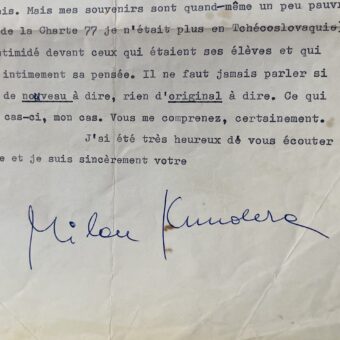 ais. Mais mes souvenirs sont quand-même un peu pauvr
de la Charte 77 je n'était plus en Tchécoslovaquie)
ntimidé devant ceux qui étaient ses élèves et qui
intimement sa pensée. Il ne faut jamais parler si
de nouveau à dire, rien d'original à dire. Ce qui
cas-ci, mon cas. Vous me comprenez, certainement.
J'ai été très heureux dé vous écouter
e et je suis sincèrement votre
Milan Kundera